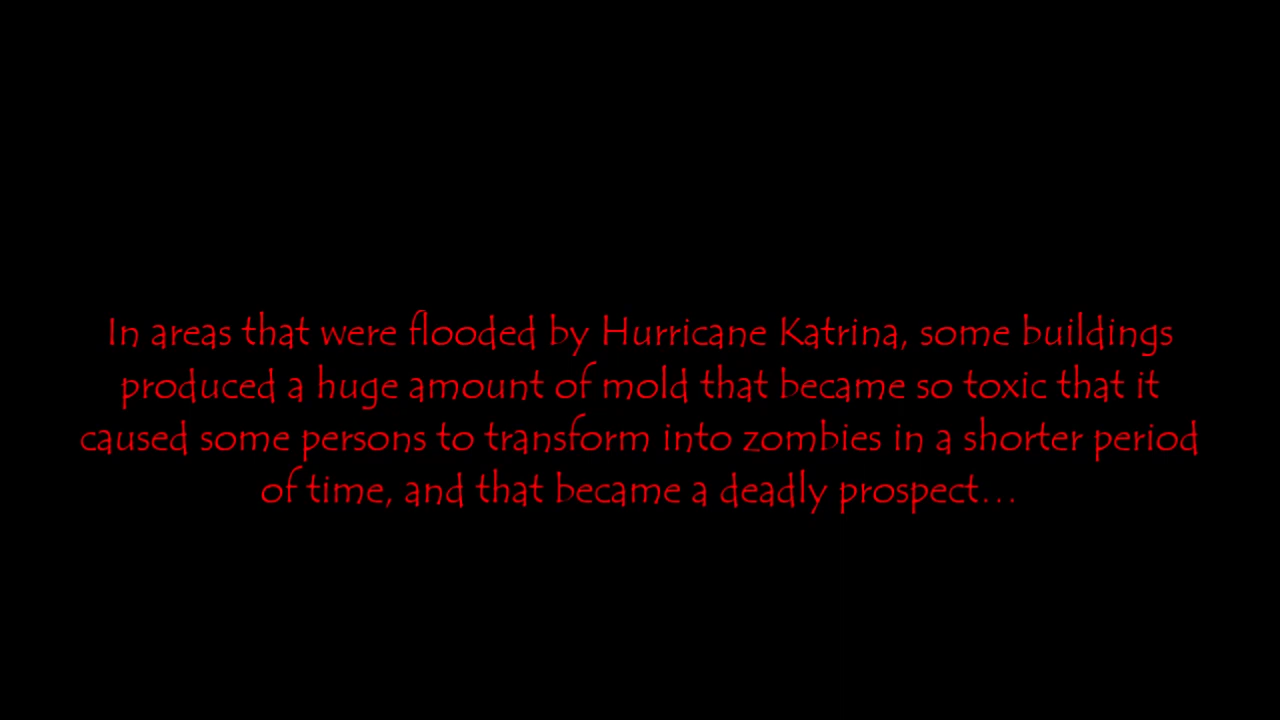 In areas that were flooded by Hurricane Katrina, some buildings
produced a huge amount of mold that became so toxic that it
caused some persons to transform into zombies in a shorter period
of time, and that became a deadly prospect…